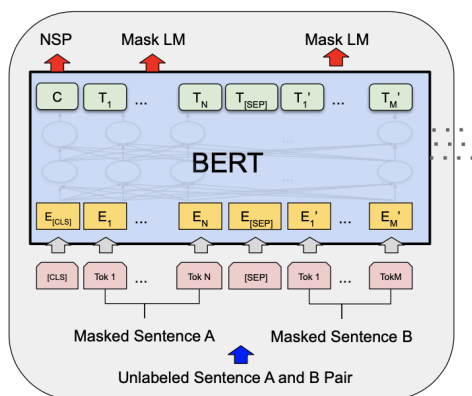 NSP Mask LM Mask LM
C T1 ... TN T[SEP] T1' ... TM'
...
BERT
...
E[CLS] E1 ... EN E[SEP] E1' ... EM'
[CLS] Tok 1 ... Tok N [SEP] Tok 1 ... TokM
Masked Sentence A Masked Sentence B
Unlabeled Sentence A and B Pair